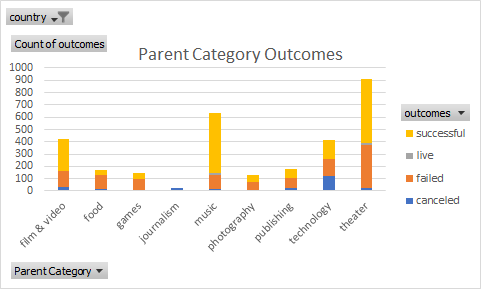 country
Count of outcomes
Parent Category Outcomes
1000
900
800
700
600
500
400
300
200
100
0
film & video
food
games
journalism
music
photography
publishing
technology
theater
outcomes
successful
live
failed
canceled
Parent Category